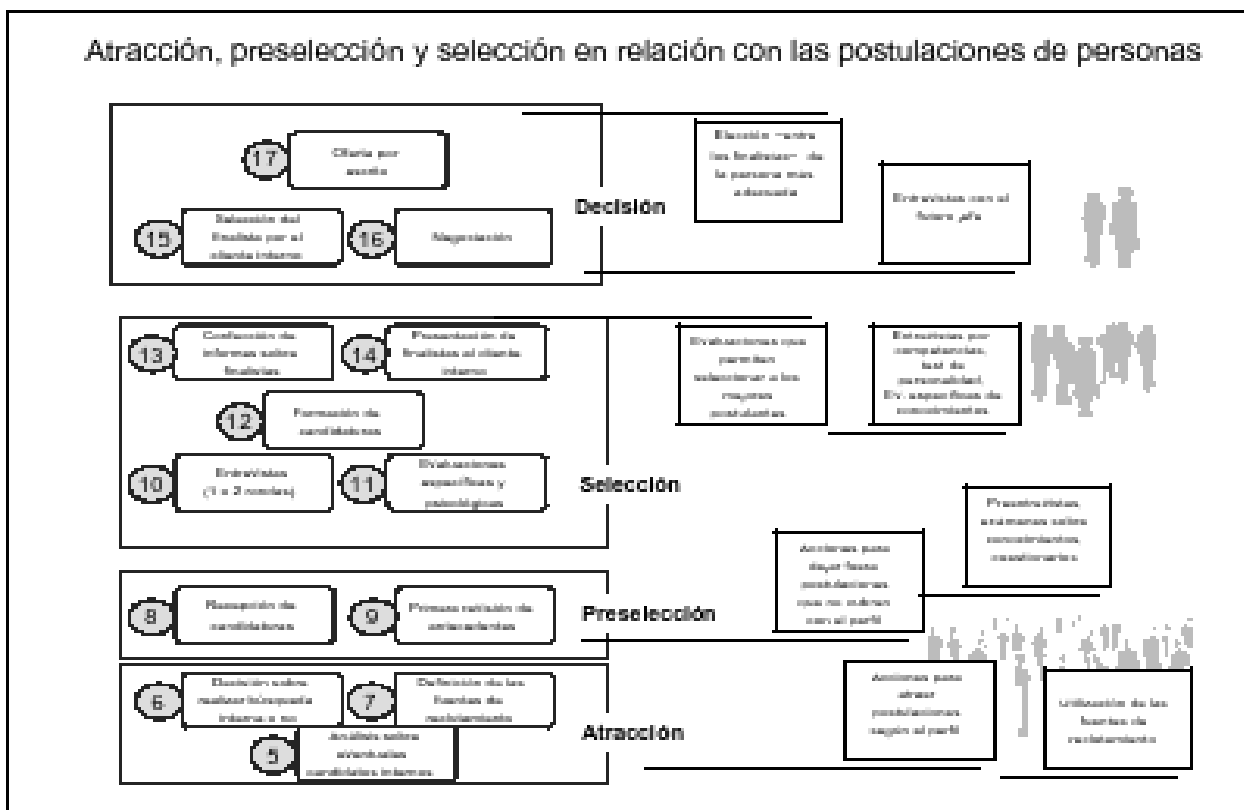 Atracción, preselección y selección en relación con las postulaciones de personas
17
Oferta por
escrito
15
Selección del
finalista por el
cliente interno
16
Negociación
Decisión
Elección –entre
los finalistas– de
la persona más
adecuada
Entrevistas con el
futuro jefe
13
Confección de
informes sobre
finalistas
14
Presentación de
finalistas al cliente
interno
12
Formación de
candidaturas
10
Entrevistas
(1 o 2 rondas)
11
Evaluaciones
específicas y
psicológicas
Selección
Evaluaciones que
permiten
seleccionar a los
mejores
postulantes
Entrevistas por
competencias,
test de
personalidad,
Ev. específicas de
conocimientos
8
Recepción de
candidaturas
9
Primera revisión de
antecedentes
Preselección
Acciones para
dejar fuera
postulaciones
que no cubran
con el perfil
Preentrevistas,
exámenes sobre
conocimientos,
cuestionarios
6
Decisión sobre
realizar búsqueda
interna o no
7
Definición de las
fuentes de
reclutamiento
5
Análisis sobre
eventuales
candidatos internos
Atracción
Acciones para
atraer
postulaciones
según el perfil
Utilización de las
fuentes de
reclutamiento